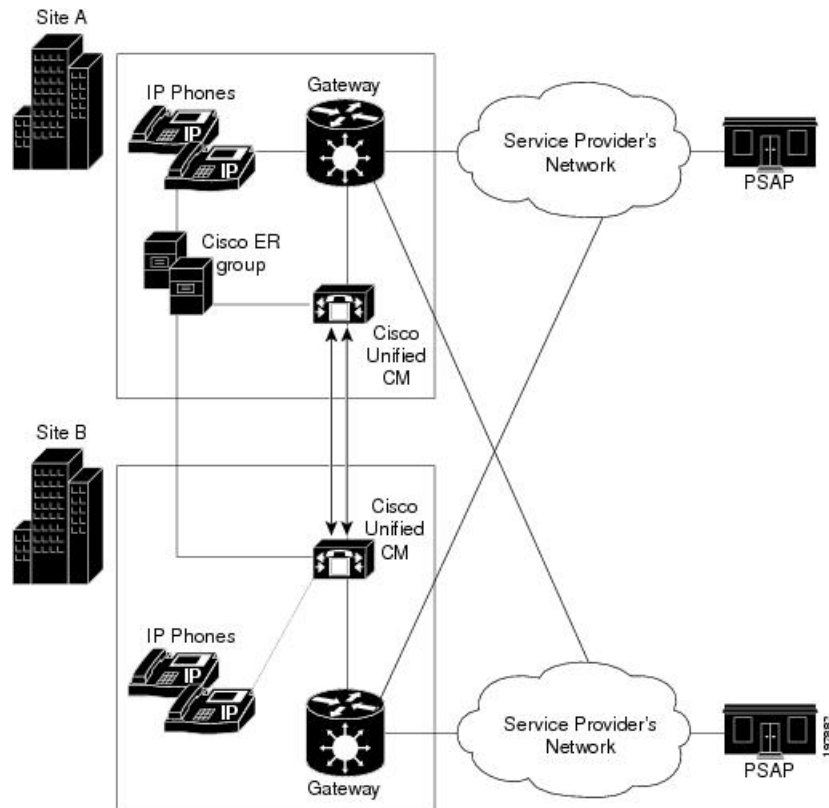 Site A
IP Phones
Gateway
IP
IP
Service Provider's
Network
PSAP
Cisco ER
group
Cisco
Unified
CM
Site B
Cisco
Unified
CM
IP Phones
IP
IP
Gateway
Service Provider's
Network
PSAP